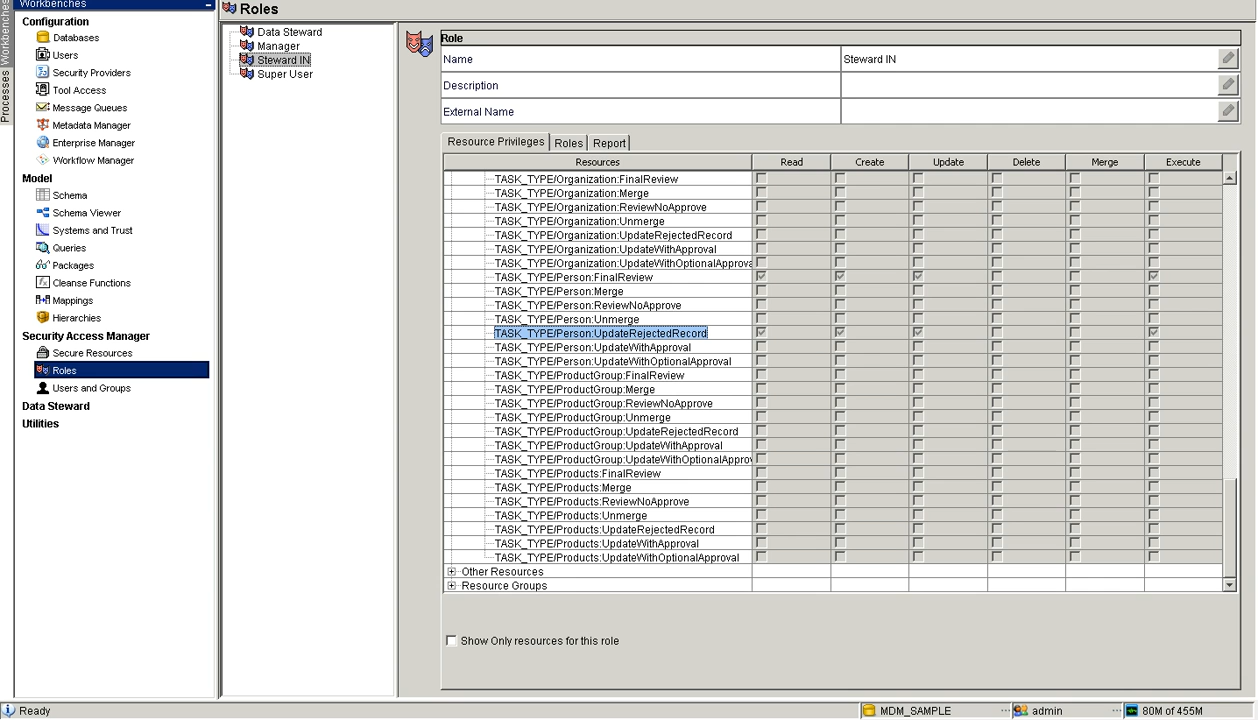 Workbenches
Processes
Workbenches
Configuration
Databases
Users
Security Providers
Tool Access
Message Queues
Metadata Manager
Enterprise Manager
Workflow Manager
Model
Schema
Schema Viewer
Systems and Trust
Queries
Packages
Cleanse Functions
Mappings
Hierarchies
Security Access Manager
Secure Resources
Roles
Users and Groups
Data Steward
Utilities
Roles
Data Steward
Manager
Steward IN
Super User
Role
Name Steward IN
Description
External Name
Resource Privileges Roles Report
Resources Read Create Update Delete Merge Execute
TASK_TYPE/Organization:FinalReview
TASK_TYPE/Organization:Merge
TASK_TYPE/Organization:ReviewNoApprove
TASK_TYPE/Organization:Unmerge
TASK_TYPE/Organization:UpdateRejectedRecord
TASK_TYPE/Organization:UpdateWithApproval
TASK_TYPE/Organization:UpdateWithOptionalApprova
TASK_TYPE/Person:FinalReview
TASK_TYPE/Person:Merge
TASK_TYPE/Person:ReviewNoApprove
TASK_TYPE/Person:Unmerge
TASK_TYPE/Person:UpdateRejectedRecord
TASK_TYPE/Person:UpdateWithApproval
TASK_TYPE/Person:UpdateWithOptionalApproval
TASK_TYPE/ProductGroup:FinalReview
TASK_TYPE/ProductGroup:Merge
TASK_TYPE/ProductGroup:ReviewNoApprove
TASK_TYPE/ProductGroup:Unmerge
TASK_TYPE/ProductGroup:UpdateRejectedRecord
TASK_TYPE/ProductGroup:UpdateWithApproval
TASK_TYPE/ProductGroup:UpdateWithOptionalApprov
TASK_TYPE/Products:FinalReview
TASK_TYPE/Products:Merge
TASK_TYPE/Products:ReviewNoApprove
TASK_TYPE/Products:Unmerge
TASK_TYPE/Products:UpdateRejectedRecord
TASK_TYPE/Products:UpdateWithApproval
TASK_TYPE/Products:UpdateWithOptionalApproval
Other Resources
Resource Groups
Show Only resources for this role
Ready MDM_SAMPLE ... admin ... 80M of 455M